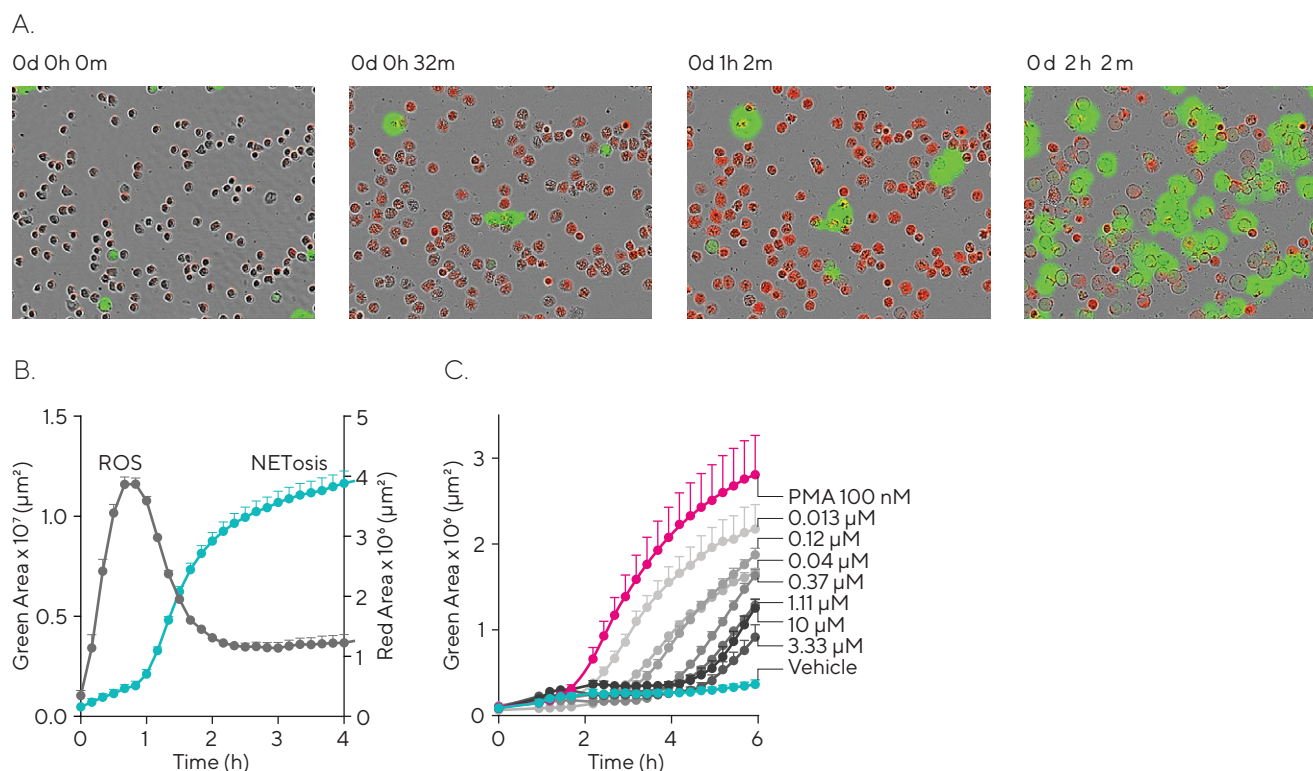 A.
0d 0h 0m
0d 0h 32m
0d 1h 2m
0d 2h 2m
B.
Green Area x 10⁷ (µm²)
1.5
1.0
0.5
0.0
ROS
NETosis
5
4
3
2
1
0
Red Area x 10⁶ (µm²)
0 1 2 3 4
Time (h)
C.
Green Area x 10⁶ (µm²)
3
2
1
0
PMA 100 nM
0.013 µM
0.12 µM
0.04 µM
0.37 µM
1.11 µM
10 µM
3.33 µM
Vehicle
0 2 4 6
Time (h)